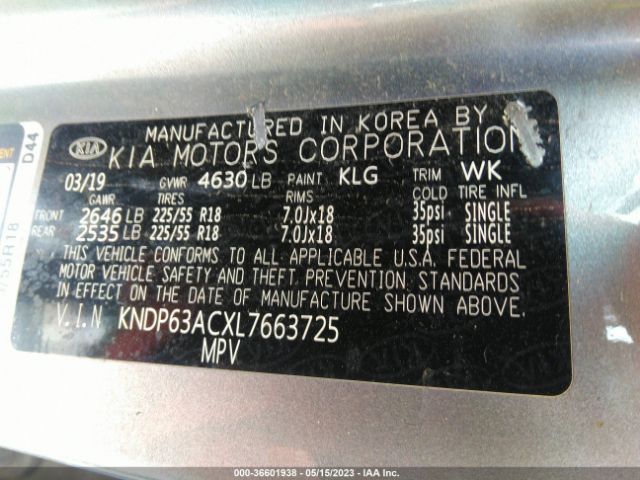 MANUFACTURED IN KOREA BY
KIA KIA MOTORS CORPORATION
03/19 GVWR 4630 LB PAINT KLG TRIM WK
GAWR TIRES RIMS COLD TIRE INFL
FRONT 2646 LB 225/55 R18 7.0Jx18 35psi SINGLE
REAR 2535 LB 225/55 R18 7.0Jx18 35psi SINGLE
THIS VEHICLE CONFORMS TO ALL APPLICABLE U.S.A. FEDERAL
MOTOR VEHICLE SAFETY AND THEFT PREVENTION STANDARDS
IN EFFECT ON THE DATE OF MANUFACTURE SHOWN ABOVE.
V.I.N KNDP63ACXL7663725
MPV
D44
/55R18
000-36601938 - 05/15/2023 - IAA Inc.